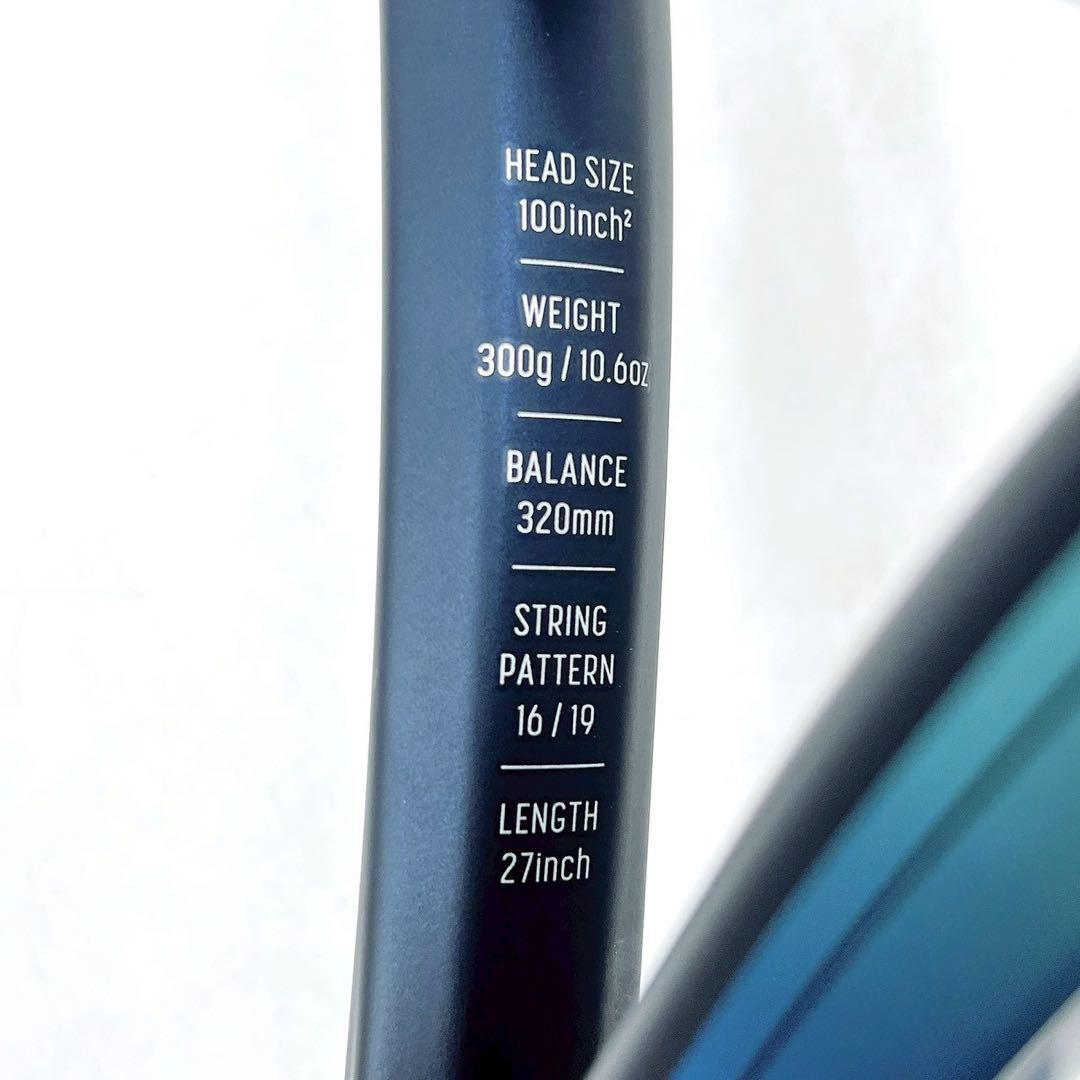 HEAD SIZE
100inch²
WEIGHT
300g / 10.6oz
BALANCE
320mm
STRING
PATTERN
16 / 19
LENGTH
27inch